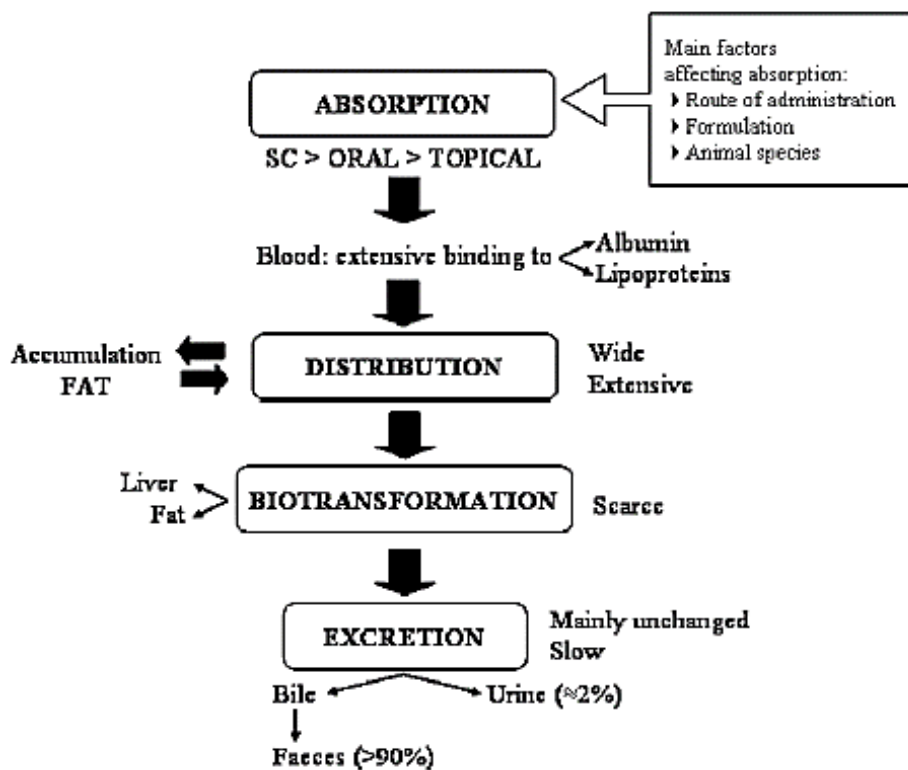 Main factors
affecting absorption:
Route of administration
Formulation
Animal species
ABSORPTION
SC > ORAL > TOPICAL
Blood: extensive binding to
Albumin
Lipoproteins
Accumulation
FAT
DISTRIBUTION
Wide
Extensive
Liver
Fat
BIOTRANSFORMATION
Scarce
EXCRETION
Mainly unchanged
Slow
Bile
Urine (≈2%)
Faeces (>90%)